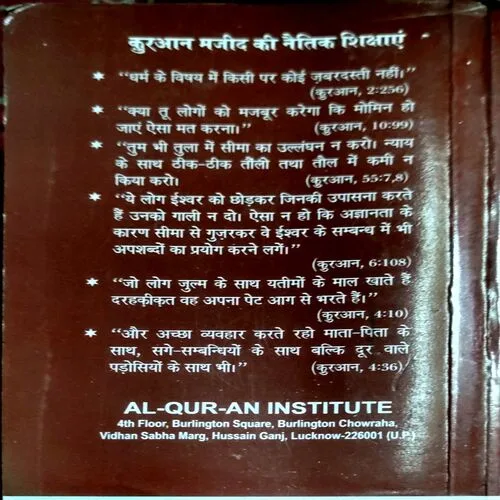 क़ुरआन मजीद की नैतिक शिक्षाएं
* ‘‘धर्म के विषय में किसी पर कोई ज़बरदस्ती नहीं।’’
(क़ुरआन, 2:256)
* ‘‘क्या तू लोगों को मजबूर करेगा कि मोमिन हो
जाएं ऐसा मत करना।’’ (क़ुरआन, 10:99)
* ‘‘तुम भी तुला में सीमा का उल्लंघन न करो। न्याय
के साथ ठीक-ठीक तौलो तथा तौल में कमी न
किया करो। (क़ुरआन, 55:7,8)
* ‘‘ये लोग ईश्वर को छोड़कर जिनकी उपासना करते
हैं उनको गाली न दो। ऐसा न हो कि अज्ञानता के
कारण सीमा से गुज़रकर वे ईश्वर के सम्बन्ध में भी
अपशब्दों का प्रयोग करने लगें।’’
(क़ुरआन, 6:108)
* ‘‘जो लोग ज़ुल्म के साथ यतीमों के माल खाते हैं
दरहक़ीक़त वह अपना पेट आग से भरते हैं।’’
(क़ुरआन, 4:10)
* ‘‘और अच्छा व्यवहार करते रहो माता-पिता के
साथ, सगे-सम्बन्धियों के साथ बल्कि दूर वाले
पड़ोसियों के साथ भी।’’ (क़ुरआन, 4:36)
AL-QUR-AN INSTITUTE
4th Floor, Burlington Square, Burlington Chowraha,
Vidhan Sabha Marg, Hussain Ganj, Lucknow-226001 (U.P.)